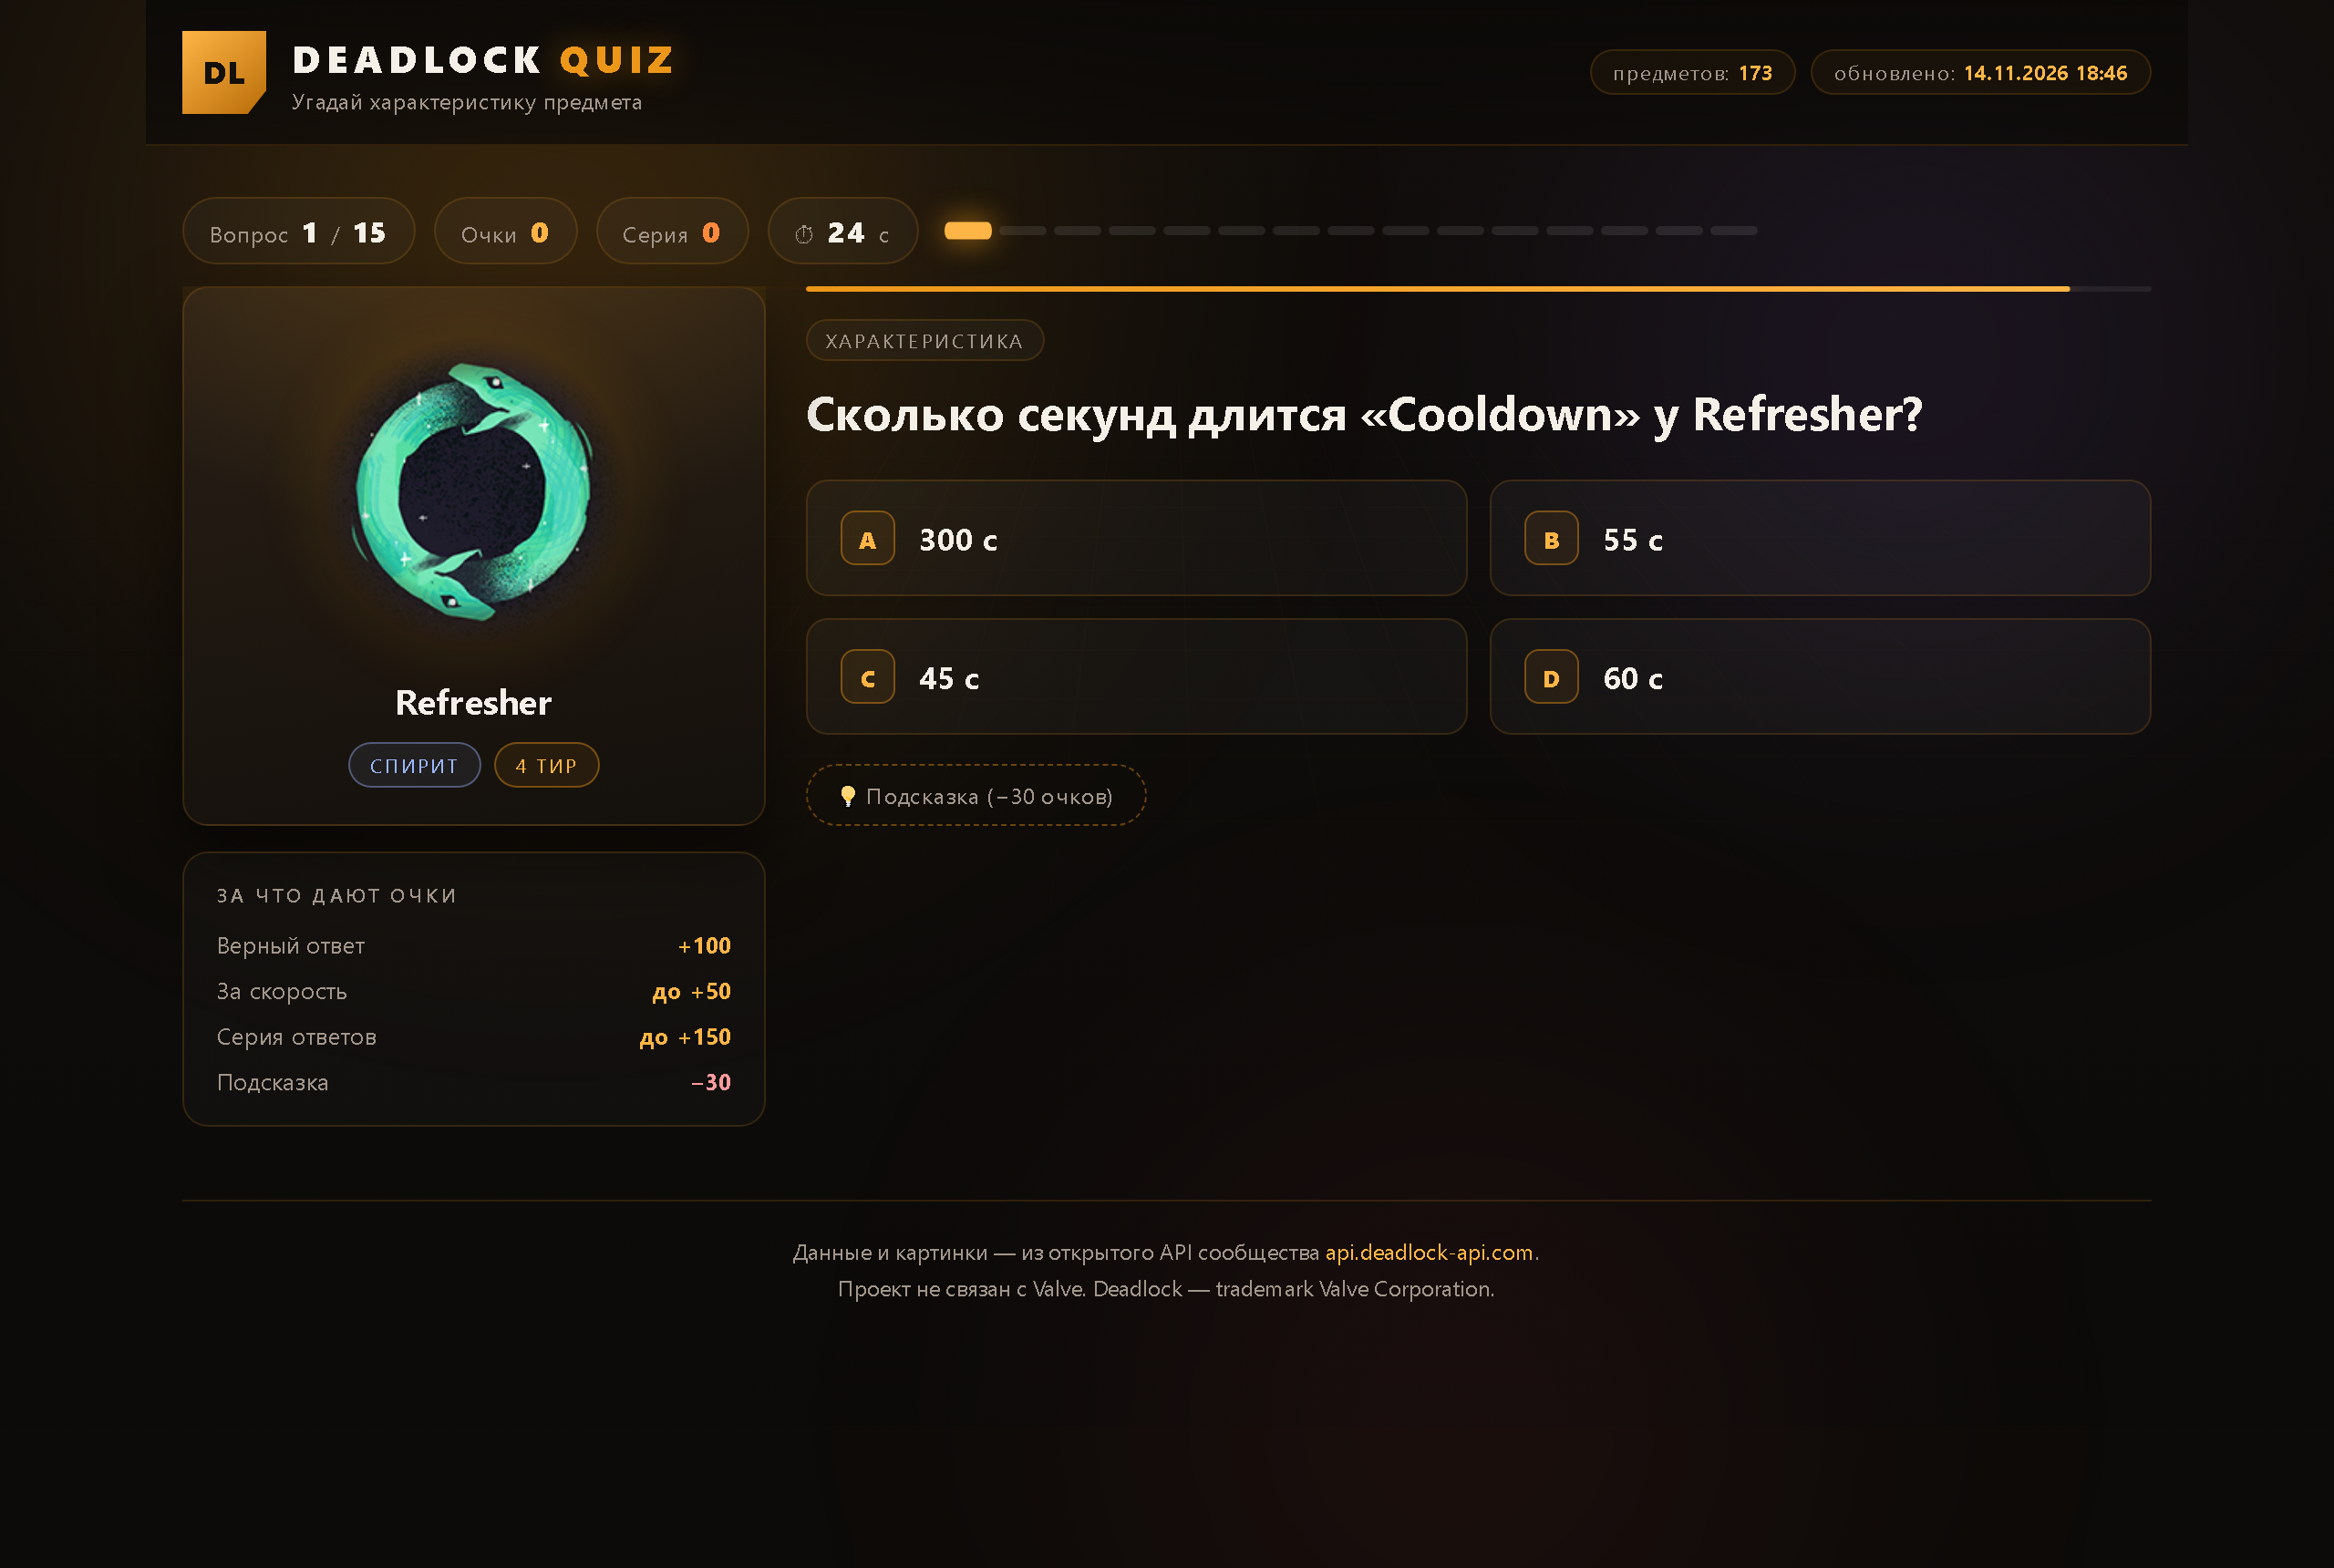 DL
DEADLOCK QUIZ
Угадай характеристику предмета
предметов: 173
обновлено: 14.11.2026 18:46
Вопрос 1 / 15
Очки 0
Серия 0
24 с
Refresher
СПИРИТ
4 ТИР
ЗА ЧТО ДАЮТ ОЧКИ
Верный ответ +100
За скорость до +50
Серия ответов до +150
Подсказка −30
ХАРАКТЕРИСТИКА
Сколько секунд длится «Cooldown» у Refresher?
A 300 с
B 55 с
C 45 с
D 60 с
Подсказка (−30 очков)
Данные и картинки — из открытого API сообщества api.deadlock-api.com.
Проект не связан с Valve. Deadlock — trademark Valve Corporation.